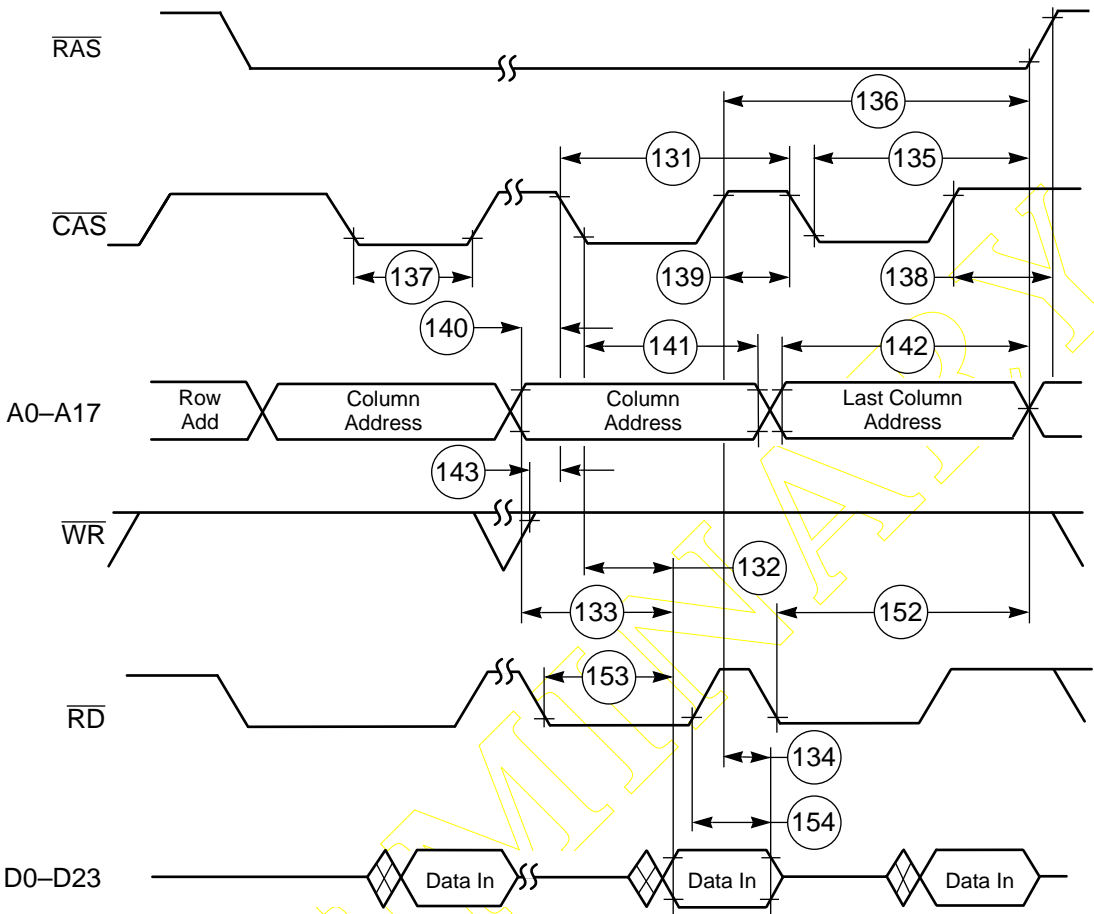 RAS
136
131
135
CAS
137
139
138
140
141
142
A0–A17
Row Add
Column Address
Column Address
Last Column Address
143
WR
132
133
152
153
RD
134
154
D0–D23
Data In
Data In
Data In